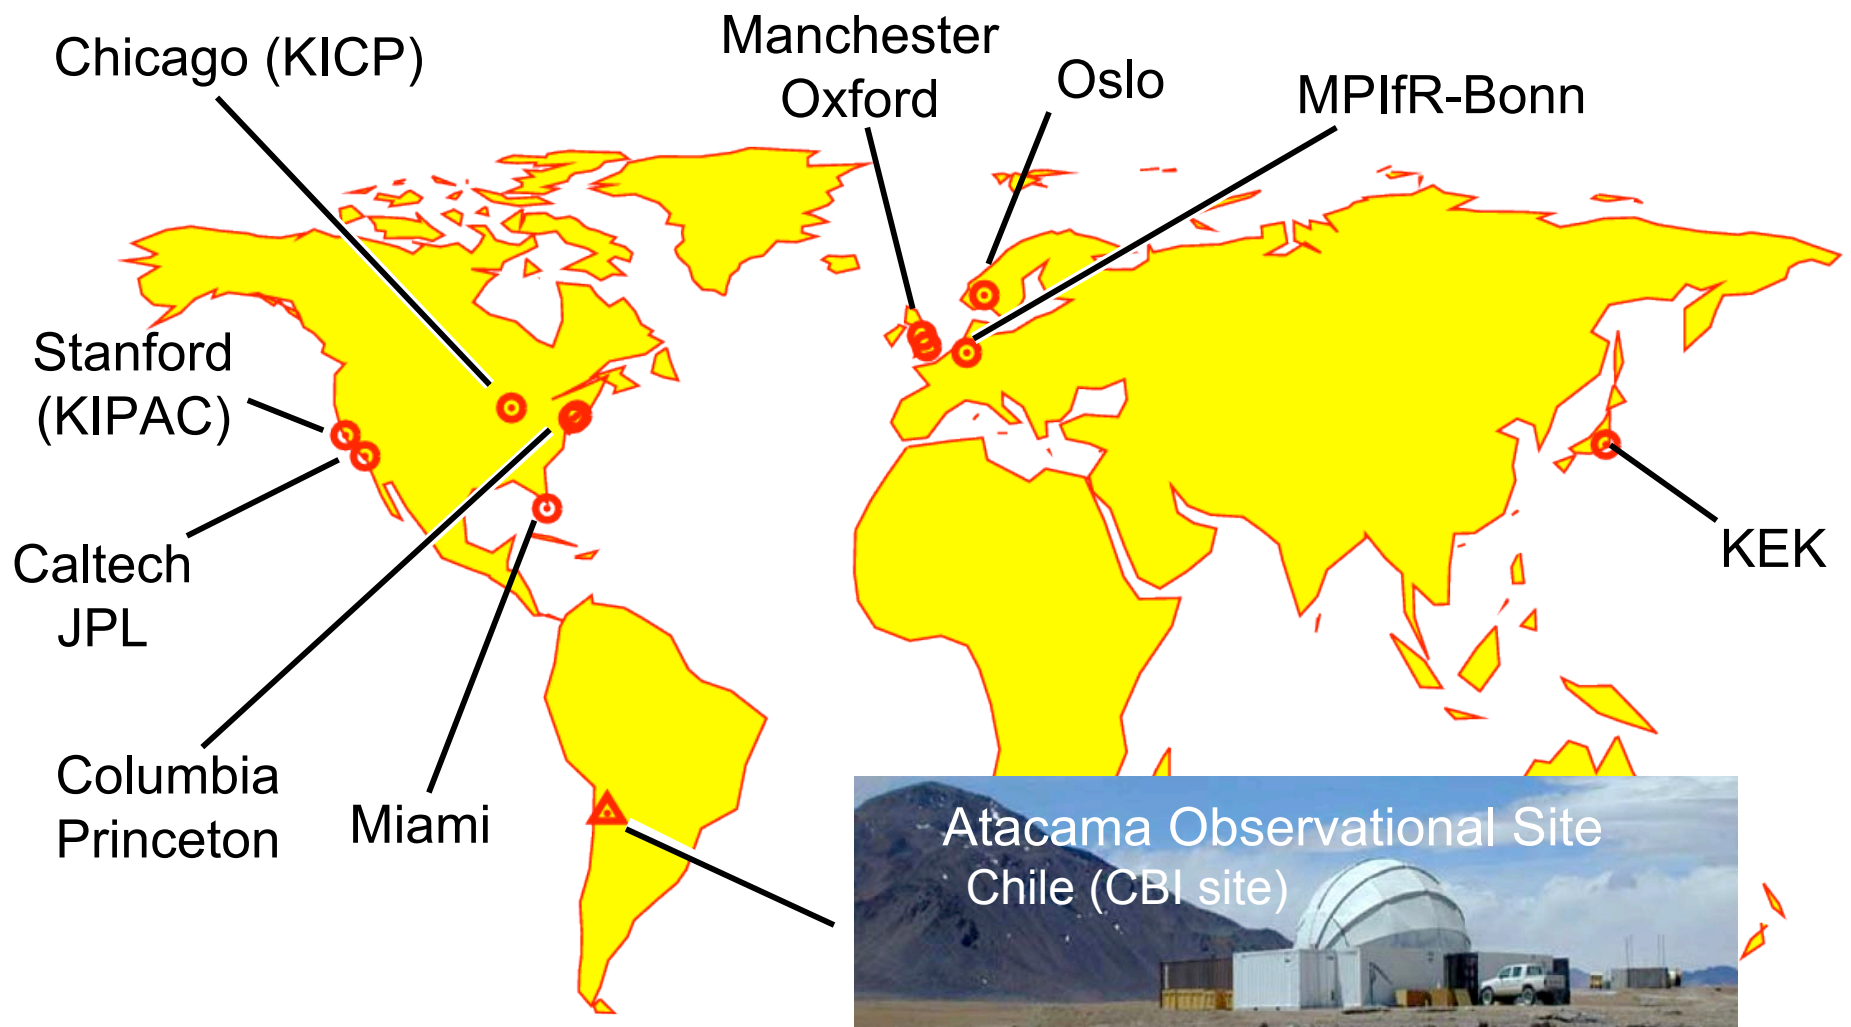 Chicago (KICP)
Manchester
Oxford
Oslo
MPIfR-Bonn
Stanford
(KIPAC)
Caltech
JPL
KEK
Columbia
Princeton
Miami
Atacama Observational Site
Chile (CBI site)